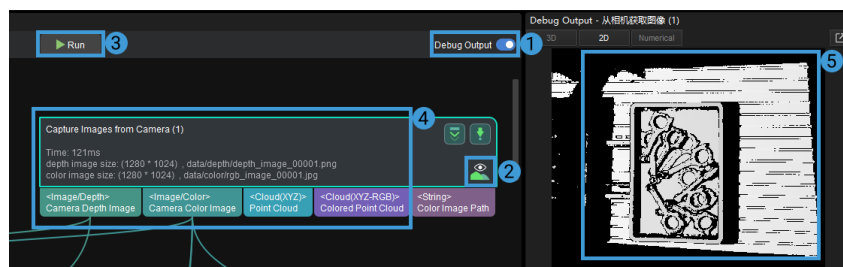 Debug Output - 从相机获取图像 (1)
3D 2D Numerical
Run
3
Debug Output
1
5
4
Capture Images from Camera (1)
Time: 121ms
depth image size: (1280 * 1024) , data/depth/depth_image_00001.png
color image size: (1280 * 1024) , data/color/rgb_image_00001.jpg
2
<Image/Depth>
Camera Depth Image
<Image/Color>
Camera Color Image
<Cloud(XYZ)>
Point Cloud
<Cloud(XYZ-RGB)>
Colored Point Cloud
<String>
Color Image Path